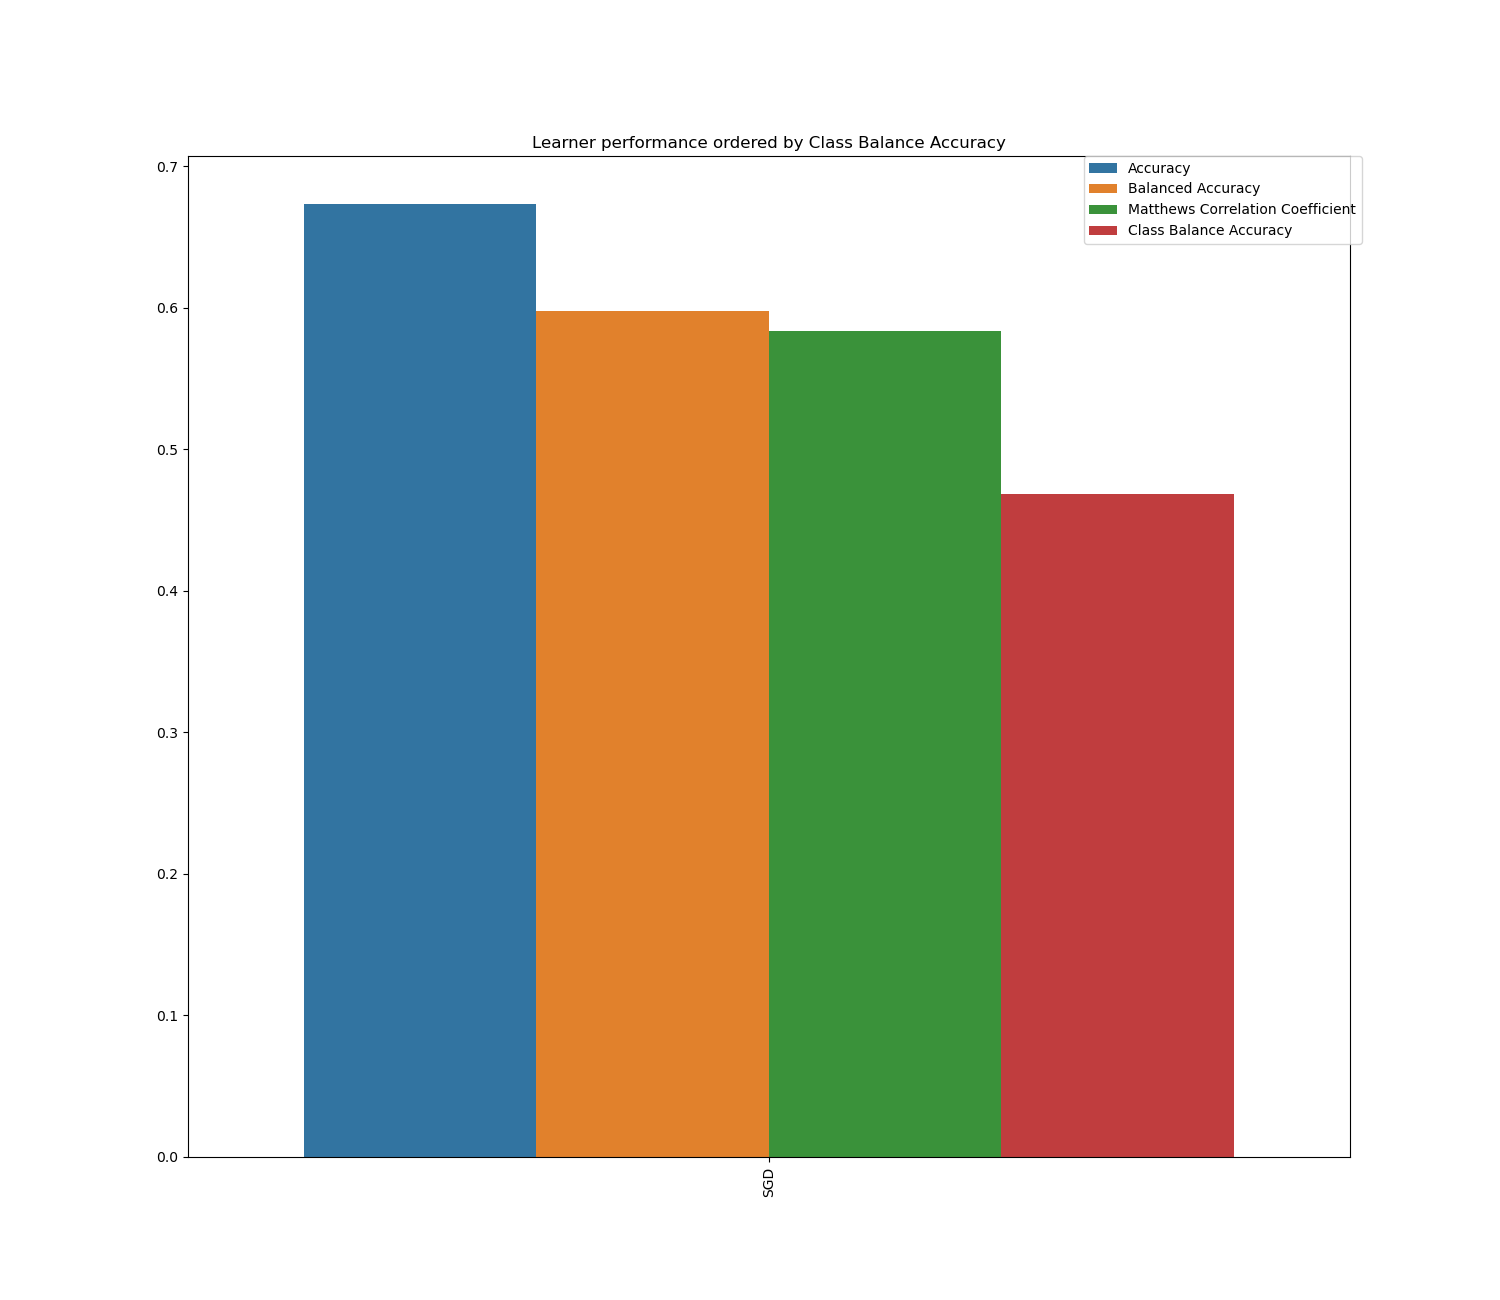 Learner performance ordered by Class Balance Accuracy
Accuracy
Balanced Accuracy
Matthews Correlation Coefficient
Class Balance Accuracy
0.7
0.6
0.5
0.4
0.3
0.2
0.1
0.0
SGD